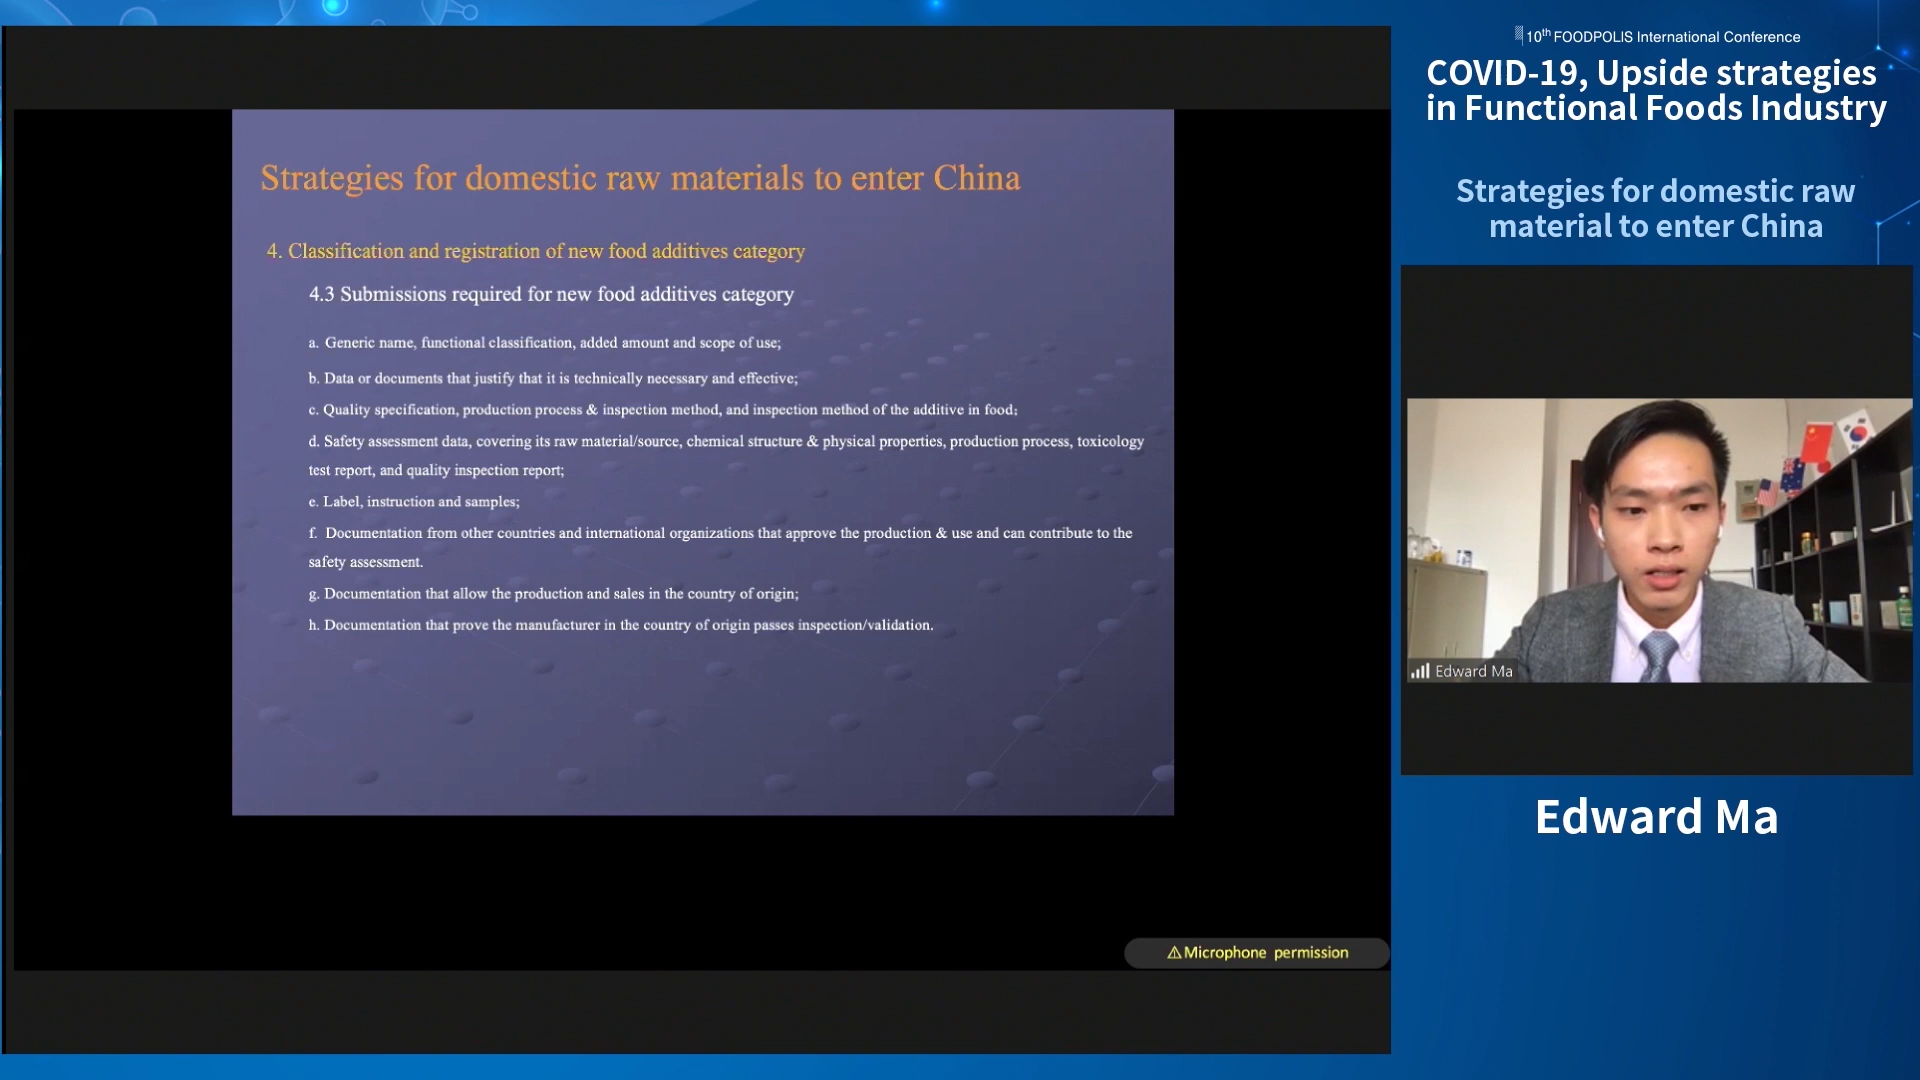 Strategies for domestic raw materials to enter China
4. Classification and registration of new food additives category
4.3 Submissions required for new food additives category
a. Generic name, functional classification, added amount and scope of use;
b. Data or documents that justify that it is technically necessary and effective;
c. Quality specification, production process & inspection method, and inspection method of the additive in food;
d. Safety assessment data, covering its raw material/source, chemical structure & physical properties, production process, toxicology
test report, and quality inspection report;
e. Label, instruction and samples;
f. Documentation from other countries and international organizations that approve the production & use and can contribute to the
safety assessment.
g. Documentation that allow the production and sales in the country of origin;
h. Documentation that prove the manufacturer in the country of origin passes inspection/validation.
⚠Microphone permission
10th FOODPOLIS International Conference
COVID-19, Upside strategies
in Functional Foods Industry
Strategies for domestic raw
material to enter China
Edward Ma
Edward Ma